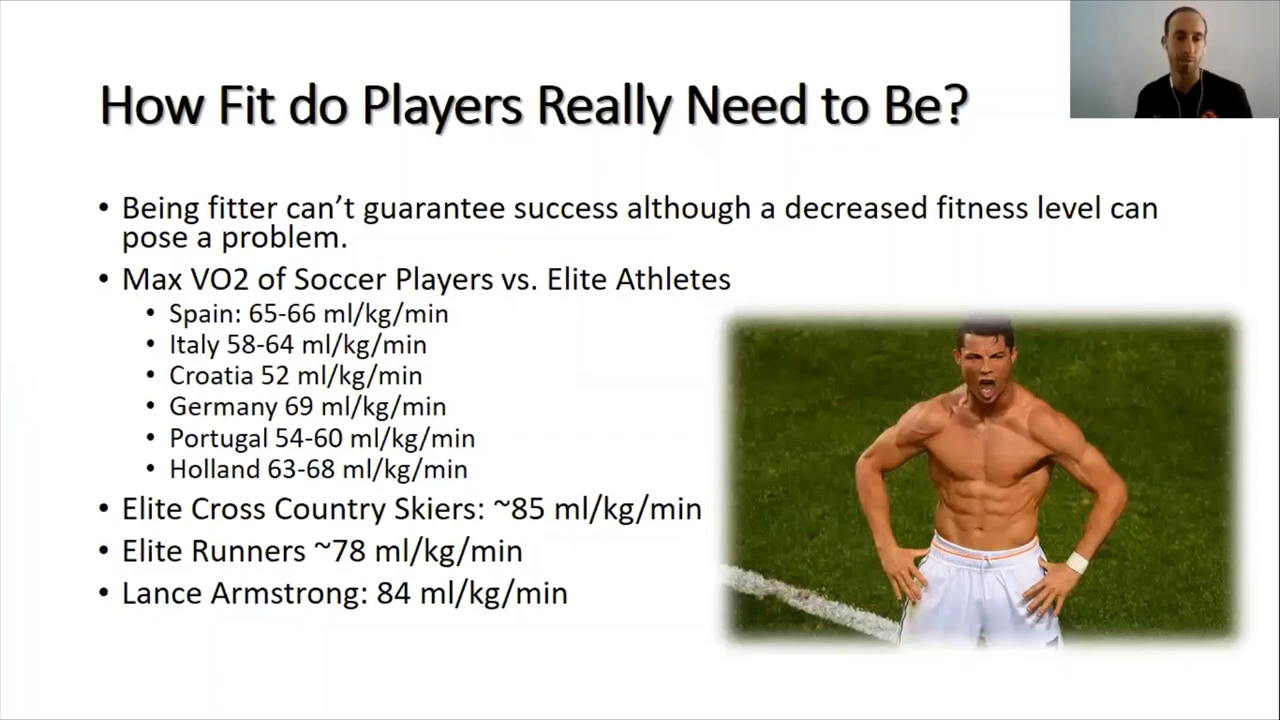 How Fit do Players Really Need to Be?
• Being fitter can't guarantee success although a decreased fitness level can
pose a problem.
• Max VO2 of Soccer Players vs. Elite Athletes
• Spain: 65-66 ml/kg/min
• Italy 58-64 ml/kg/min
• Croatia 52 ml/kg/min
• Germany 69 ml/kg/min
• Portugal 54-60 ml/kg/min
• Holland 63-68 ml/kg/min
• Elite Cross Country Skiers: ~85 ml/kg/min
• Elite Runners ~78 ml/kg/min
• Lance Armstrong: 84 ml/kg/min